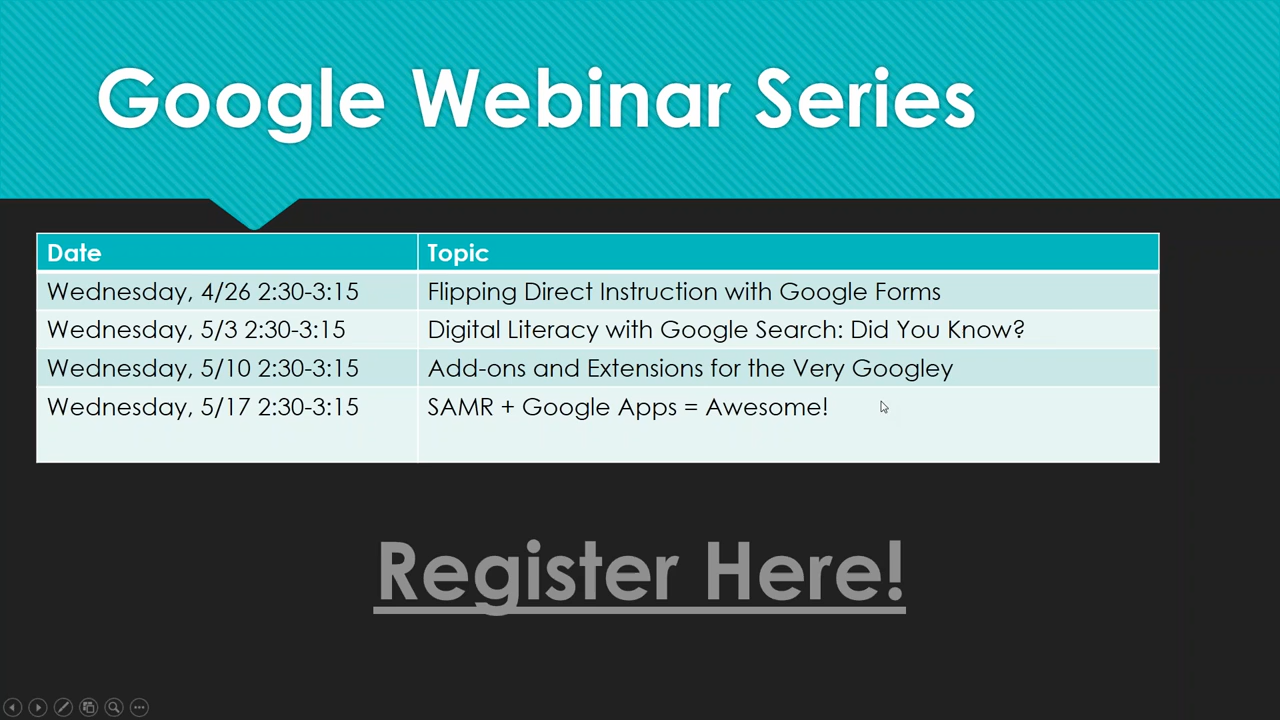 Google Webinar Series
Date Topic
Wednesday, 4/26 2:30-3:15 Flipping Direct Instruction with Google Forms
Wednesday, 5/3 2:30-3:15 Digital Literacy with Google Search: Did You Know?
Wednesday, 5/10 2:30-3:15 Add-ons and Extensions for the Very Googley
Wednesday, 5/17 2:30-3:15 SAMR + Google Apps = Awesome!
Register Here!